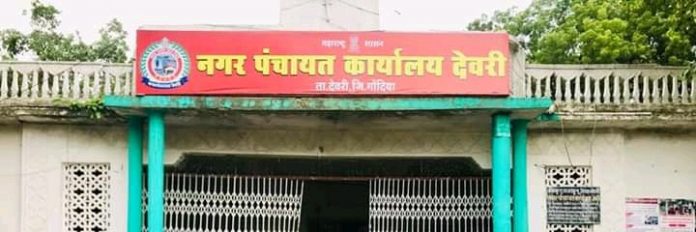 महाराष्ट्र शासन
नगर पंचायत कार्यालय देवरी
ता.देवरी,जि.गोंदिया